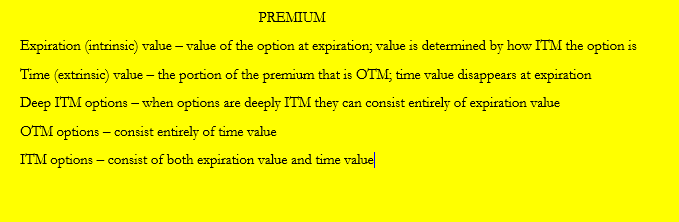 PREMIUM
Expiration (intrinsic) value – value of the option at expiration; value is determined by how ITM the option is
Time (extrinsic) value – the portion of the premium that is OTM; time value disappears at expiration
Deep ITM options – when options are deeply ITM they can consist entirely of expiration value
OTM options – consist entirely of time value
ITM options – consist of both expiration value and time value